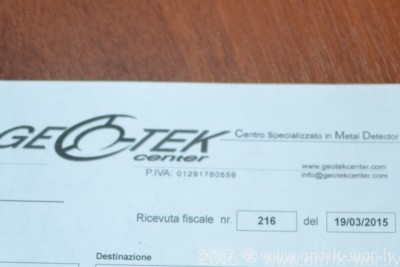 GEOTEK center
Centro Specializzato in Metal Detector
www.geotekcenter.com
info@geotekcenter.com
P.IVA: 01291780559
Ricevuta fiscale nr. 216 del 19/03/2015
Destinazione